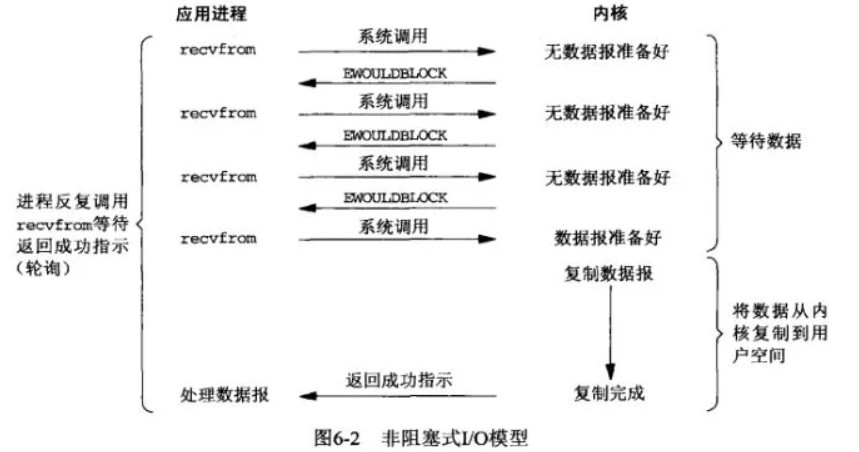 应用进程 内核
recvfrom 系统调用 无数据报准备好
EWOULDBLOCK
recvfrom 系统调用 无数据报准备好
EWOULDBLOCK
等待数据
recvfrom 系统调用 无数据报准备好
EWOULDBLOCK
进程反复调用
recvfrom等待
返回成功指示
(轮询)
recvfrom 系统调用 数据报准备好
复制数据报
将数据从内
核复制到用
户空间
处理数据报 返回成功指示 复制完成
图6-2 非阻塞式I/O模型